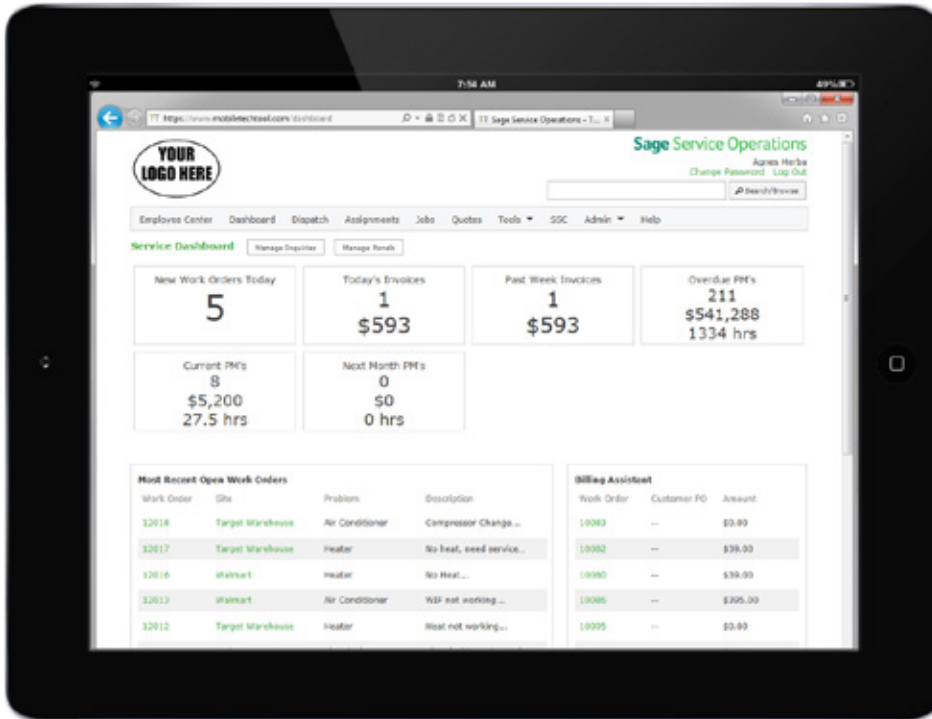 7:54 AM
49%
https://www.mobiletechtool.com/dashboard
Sage Service Operations - T...
YOUR
LOGO HERE
Sage Service Operations
Agnes Herba
Change Password Log Out
Search/Browse
Employee Center Dashboard Dispatch Assignments Jobs Quotes Tools SSC Admin Help
Service Dashboard Manage Inquiries Manage Panels
New Work Orders Today
5
Today's Invoices
1
$593
Past Week Invoices
1
$593
Overdue PM's
211
$541,288
1334 hrs
Current PM's
8
$5,200
27.5 hrs
Next Month PM's
0
$0
0 hrs
Most Recent Open Work Orders
Work Order Site Problem Description
12018 Target Warehouse Air Conditioner Compressor Change...
12017 Target Warehouse Heater No heat, need service...
12016 Walmart Heater No Heat...
12013 Walmart Air Conditioner WIF not working...
12012 Target Warehouse Heater Heat not working...
Billing Assistant
Work Order Customer PO Amount
10083 -- $0.00
10082 -- $39.00
-- $39.00
-- $395.00
10095 -- $0.00